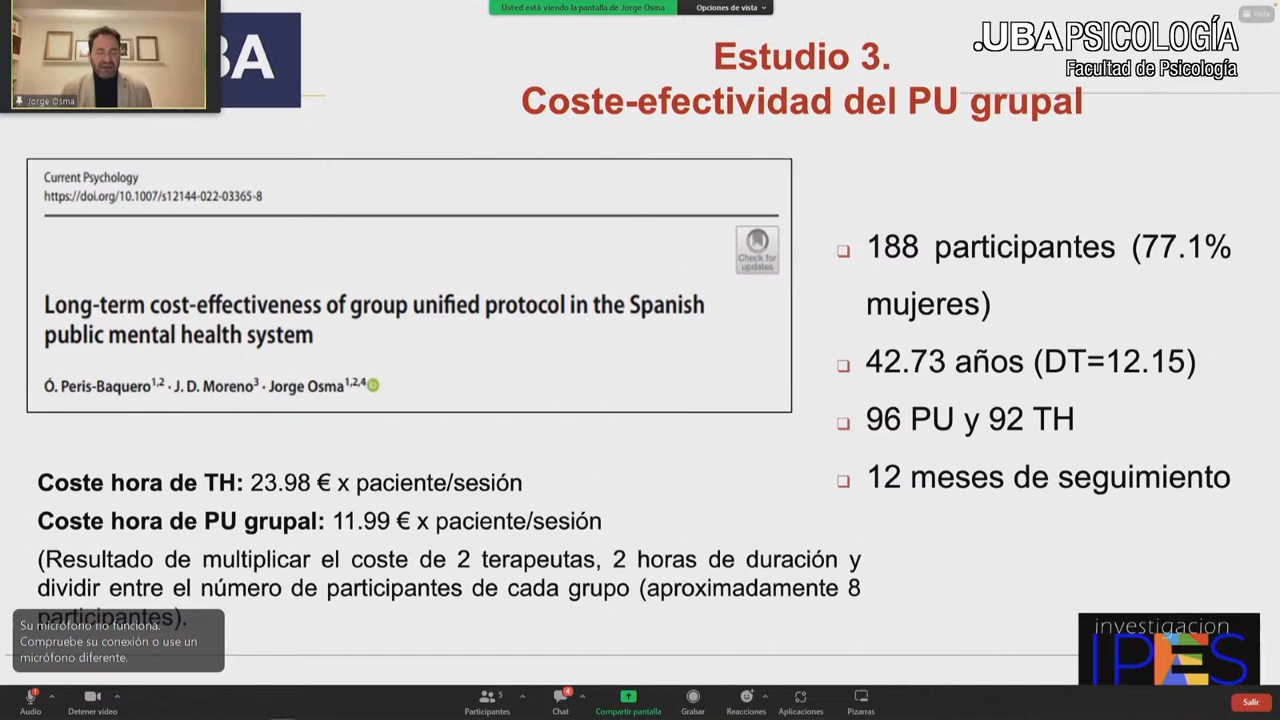 Usted está viendo la pantalla de Jorge Osma
Opciones de vista
Vista
Jorge Osma
BA
.UBAPSICOLOGÍA
Facultad de Psicología
Estudio 3.
Coste-efectividad del PU grupal
Current Psychology
https://doi.org/10.1007/s12144-022-03365-8
Check for
updates
Long-term cost-effectiveness of group unified protocol in the Spanish
public mental health system
Ó. Peris-Baquero1,2 · J. D. Moreno3 · Jorge Osma1,2,4
188 participantes (77.1%
mujeres)
42.73 años (DT=12.15)
96 PU y 92 TH
12 meses de seguimiento
Coste hora de TH: 23.98 € x paciente/sesión
Coste hora de PU grupal: 11.99 € x paciente/sesión
(Resultado de multiplicar el coste de 2 terapeutas, 2 horas de duración y
dividir entre el número de participantes de cada grupo (aproximadamente 8
participantes).
Su micrófono no funciona.
Compruebe su conexión o use un
micrófono diferente.
investigacion
IPES
Audio
Detener video
5
Participantes
4
Chat
Compartir pantalla
Grabar
Reacciones
Aplicaciones
Pizarras
Salir